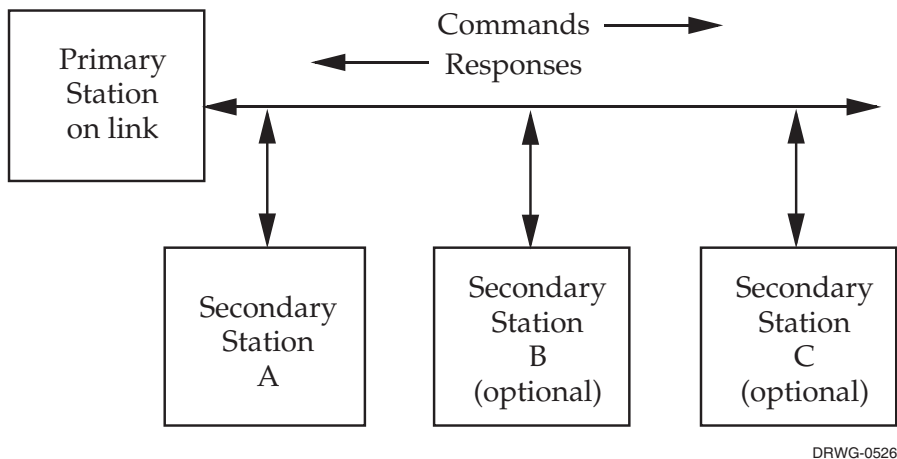 Primary
Station
on link
Commands
Responses
Secondary
Station
A
Secondary
Station
B
(optional)
Secondary
Station
C
(optional)
DRWG-0526